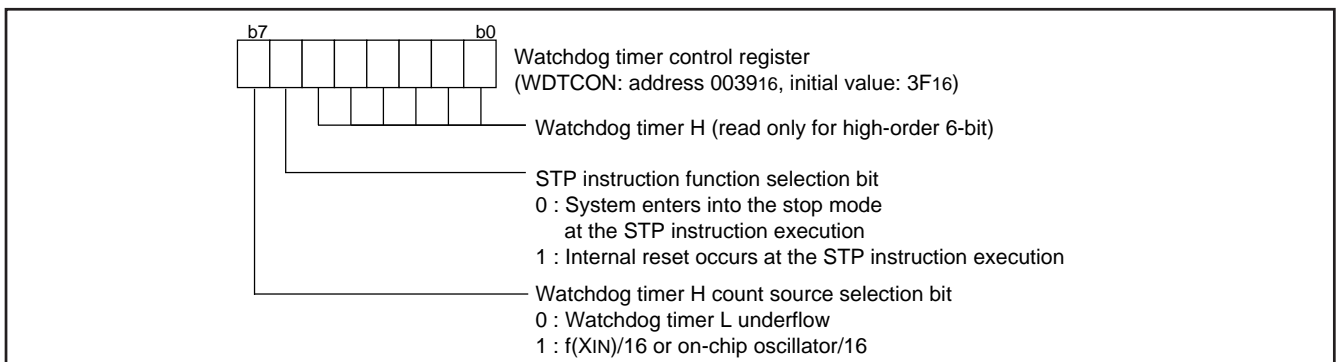 b7 b0
Watchdog timer control register
(WDTCON: address 003916, initial value: 3F16)
Watchdog timer H (read only for high-order 6-bit)
STP instruction function selection bit
0 : System enters into the stop mode
at the STP instruction execution
1 : Internal reset occurs at the STP instruction execution
Watchdog timer H count source selection bit
0 : Watchdog timer L underflow
1 : f(XIN)/16 or on-chip oscillator/16